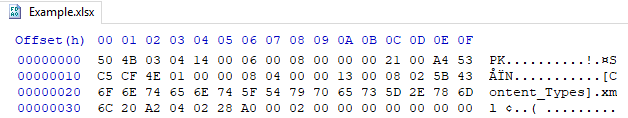 Example.xlsx
Offset(h) 00 01 02 03 04 05 06 07 08 09 0A 0B 0C 0D 0E 0F
00000000 50 4B 03 04 14 00 06 00 08 00 00 00 21 00 A4 53 PK..........!.¤S
00000010 C5 CF 4E 01 00 00 08 04 00 00 13 00 08 02 5B 43 ÅÏN...........[C
00000020 6F 6E 74 65 6E 74 5F 54 79 70 65 73 5D 2E 78 6D ontent_Types].xm
00000030 6C 20 A2 04 02 28 A0 00 02 00 00 00 00 00 00 00 l ¢..( .........